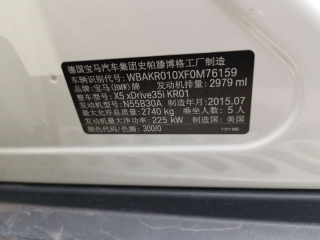 德国宝马汽车集团史帕滕博格工厂制造
车辆识别代号: WBAKR010XF0M76159
品牌: 宝马(BMW)牌 发动机排量: 2979 ml
整车型号: X5 xDrive35i KR01
发动机型号: N55B30A 制造年月: 2015.07
最大允许总质量: 2740 kg 乘坐人数: 5 人
发动机最大净功率: 225 kW 制造国: 美国
颜色色代号: 300/0